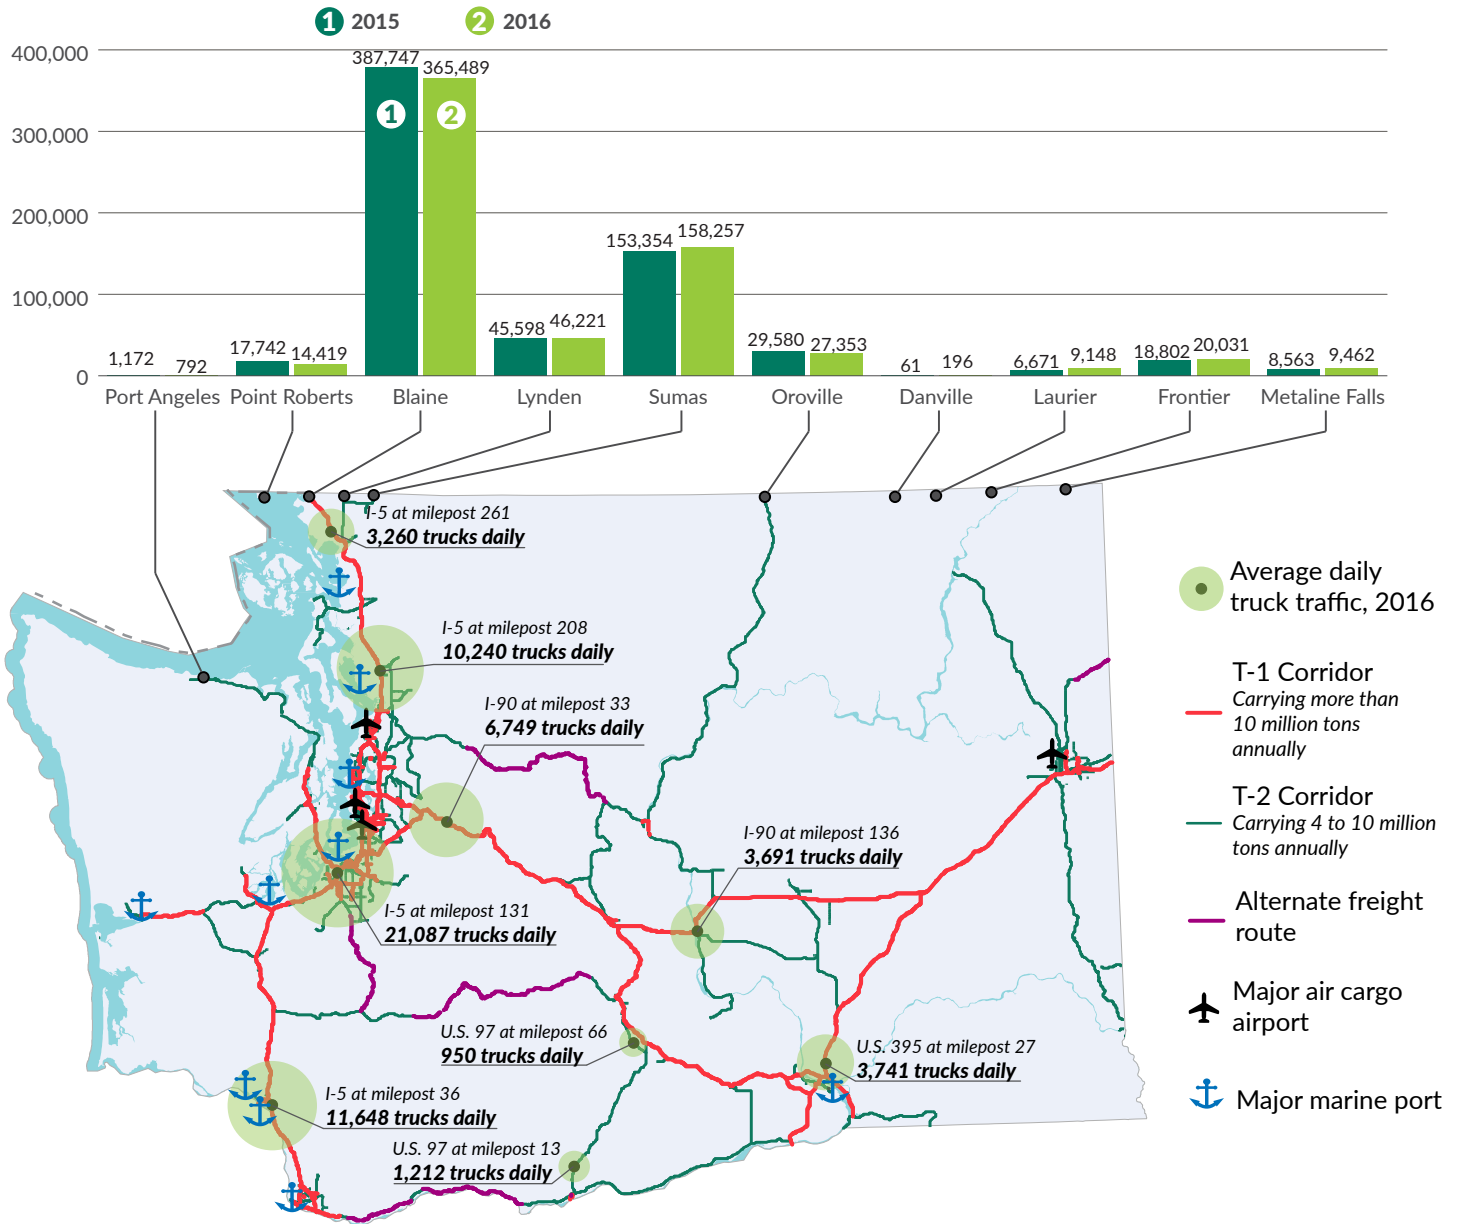 1 2015 2 2016
400,000
300,000
200,000
100,000
0
387,747 365,489
1 2
153,354 158,257
45,598 46,221
29,580 27,353
17,742 14,419
1,172 792
61 196
6,671 9,148
18,802 20,031
8,563 9,462
Port Angeles Point Roberts Blaine Lynden Sumas Oroville Danville Laurier Frontier Metaline Falls
I-5 at milepost 261
3,260 trucks daily
I-5 at milepost 208
10,240 trucks daily
I-90 at milepost 33
6,749 trucks daily
I-90 at milepost 136
3,691 trucks daily
I-5 at milepost 131
21,087 trucks daily
U.S. 97 at milepost 66
950 trucks daily
U.S. 395 at milepost 27
3,741 trucks daily
I-5 at milepost 36
11,648 trucks daily
U.S. 97 at milepost 13
1,212 trucks daily
Average daily
truck traffic, 2016
T-1 Corridor
Carrying more than
10 million tons
annually
T-2 Corridor
Carrying 4 to 10 million
tons annually
Alternate freight
route
Major air cargo
airport
Major marine port